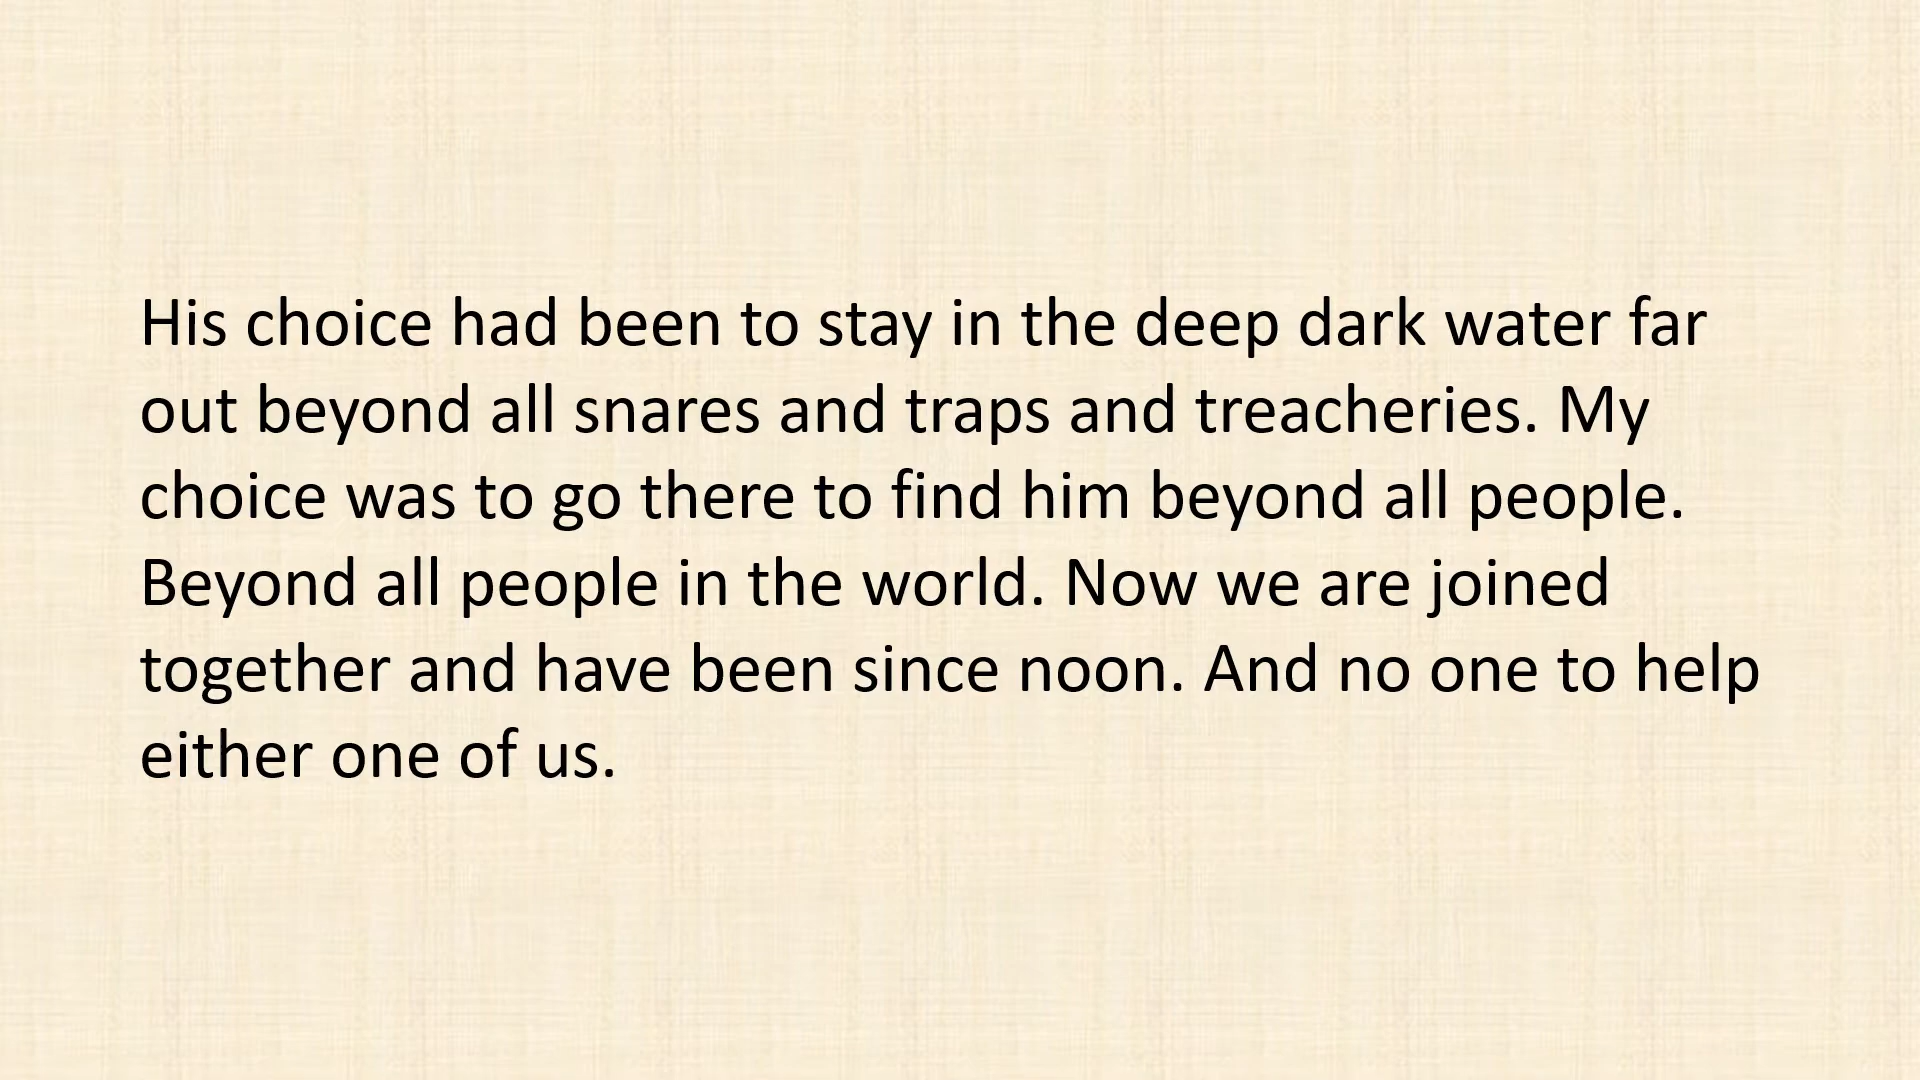 His choice had been to stay in the deep dark water far
out beyond all snares and traps and treacheries. My
choice was to go there to find him beyond all people.
Beyond all people in the world. Now we are joined
together and have been since noon. And no one to help
either one of us.